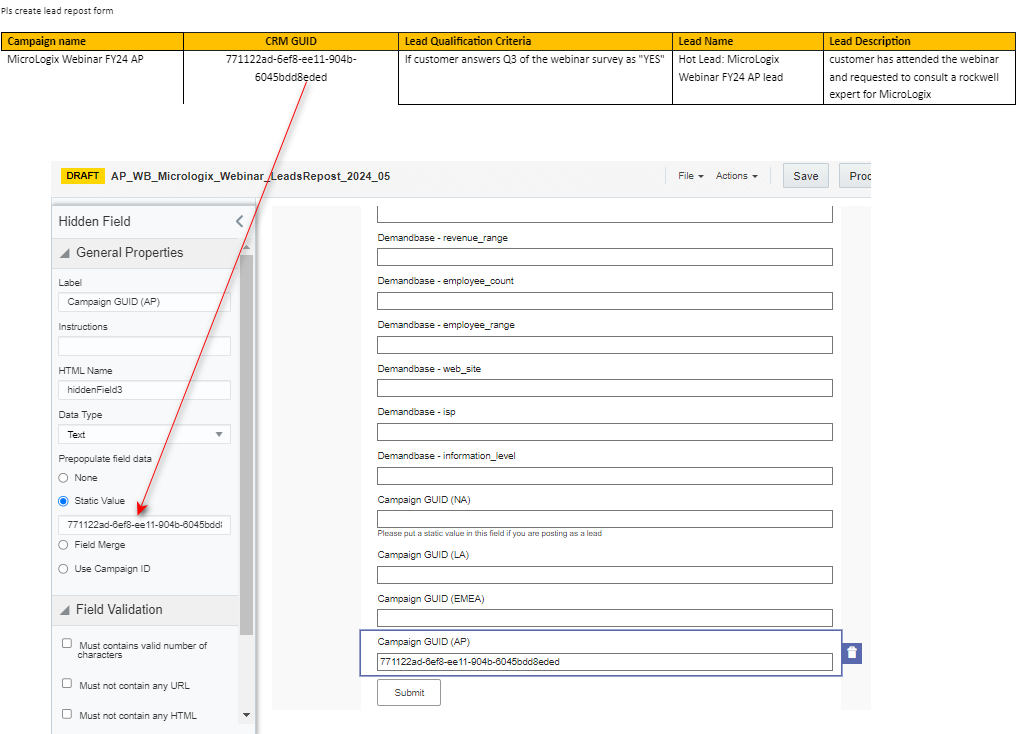 Pls create lead repost form
Campaign name CRM GUID Lead Qualification Criteria Lead Name Lead Description
MicroLogix Webinar FY24 AP 771122ad-6ef8-ee11-904b- If customer answers Q3 of the webinar survey as "YES" Hot Lead: MicroLogix customer has attended the webinar
6045bdd8eded Webinar FY24 AP lead and requested to consult a rockwell
expert for MicroLogix
DRAFT AP_WB_Micrologix_Webinar_LeadsRepost_2024_05 File Actions Save Proc
Hidden Field
General Properties
Label
Campaign GUID (AP)
Instructions
HTML Name
hiddenField3
Data Type
Text
Prepopulate field data
None
Static Value
771122ad-6ef8-ee11-904b-6045bdd8
Field Merge
Use Campaign ID
Field Validation
Must contains valid number of
characters
Must not contain any URL
Must not contain any HTML
Demandbase - revenue_range
Demandbase - employee_count
Demandbase - employee_range
Demandbase - web_site
Demandbase - isp
Demandbase - information_level
Campaign GUID (NA)
Please put a static value in this field if you are posting as a lead
Campaign GUID (LA)
Campaign GUID (EMEA)
Campaign GUID (AP)
771122ad-6ef8-ee11-904b-6045bdd8eded
Submit